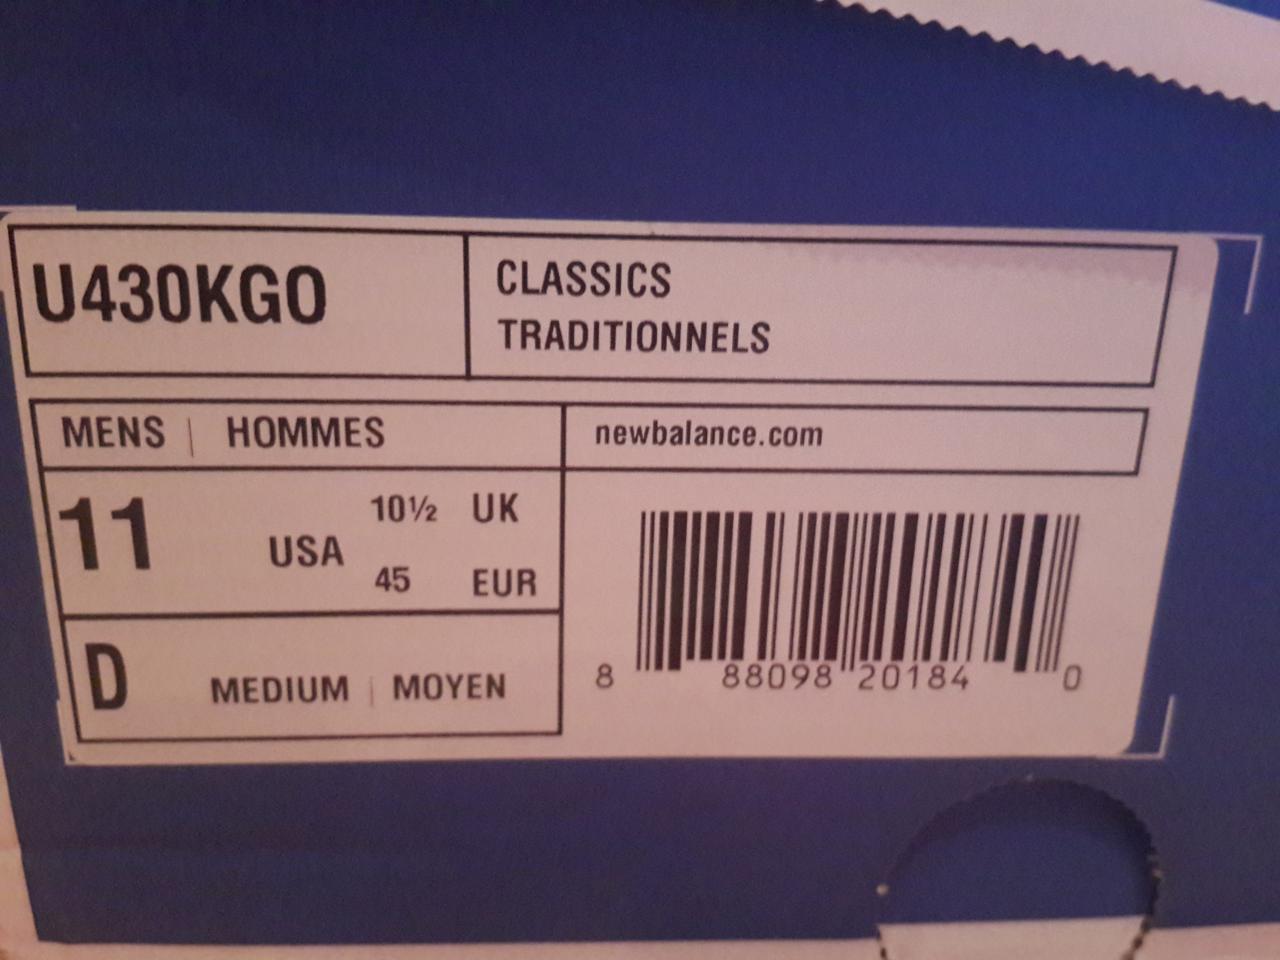 U430KGO
CLASSICS
TRADITIONNELS
MENS | HOMMES
newbalance.com
11 USA
10½ UK
45 EUR
D MEDIUM | MOYEN
8 88098 20184 0